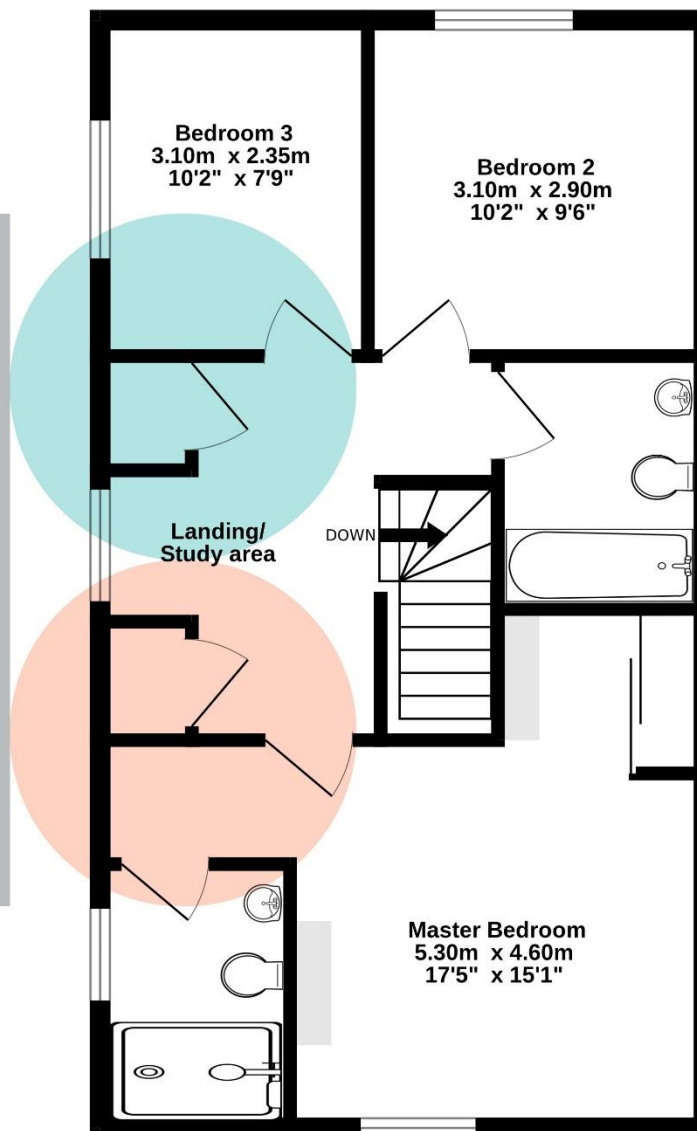 Bedroom 3
3.10m x 2.35m
10'2" x 7'9"
Bedroom 2
3.10m x 2.90m
10'2" x 9'6"
Landing/
Study area
DOWN
Master Bedroom
5.30m x 4.60m
17'5" x 15'1"